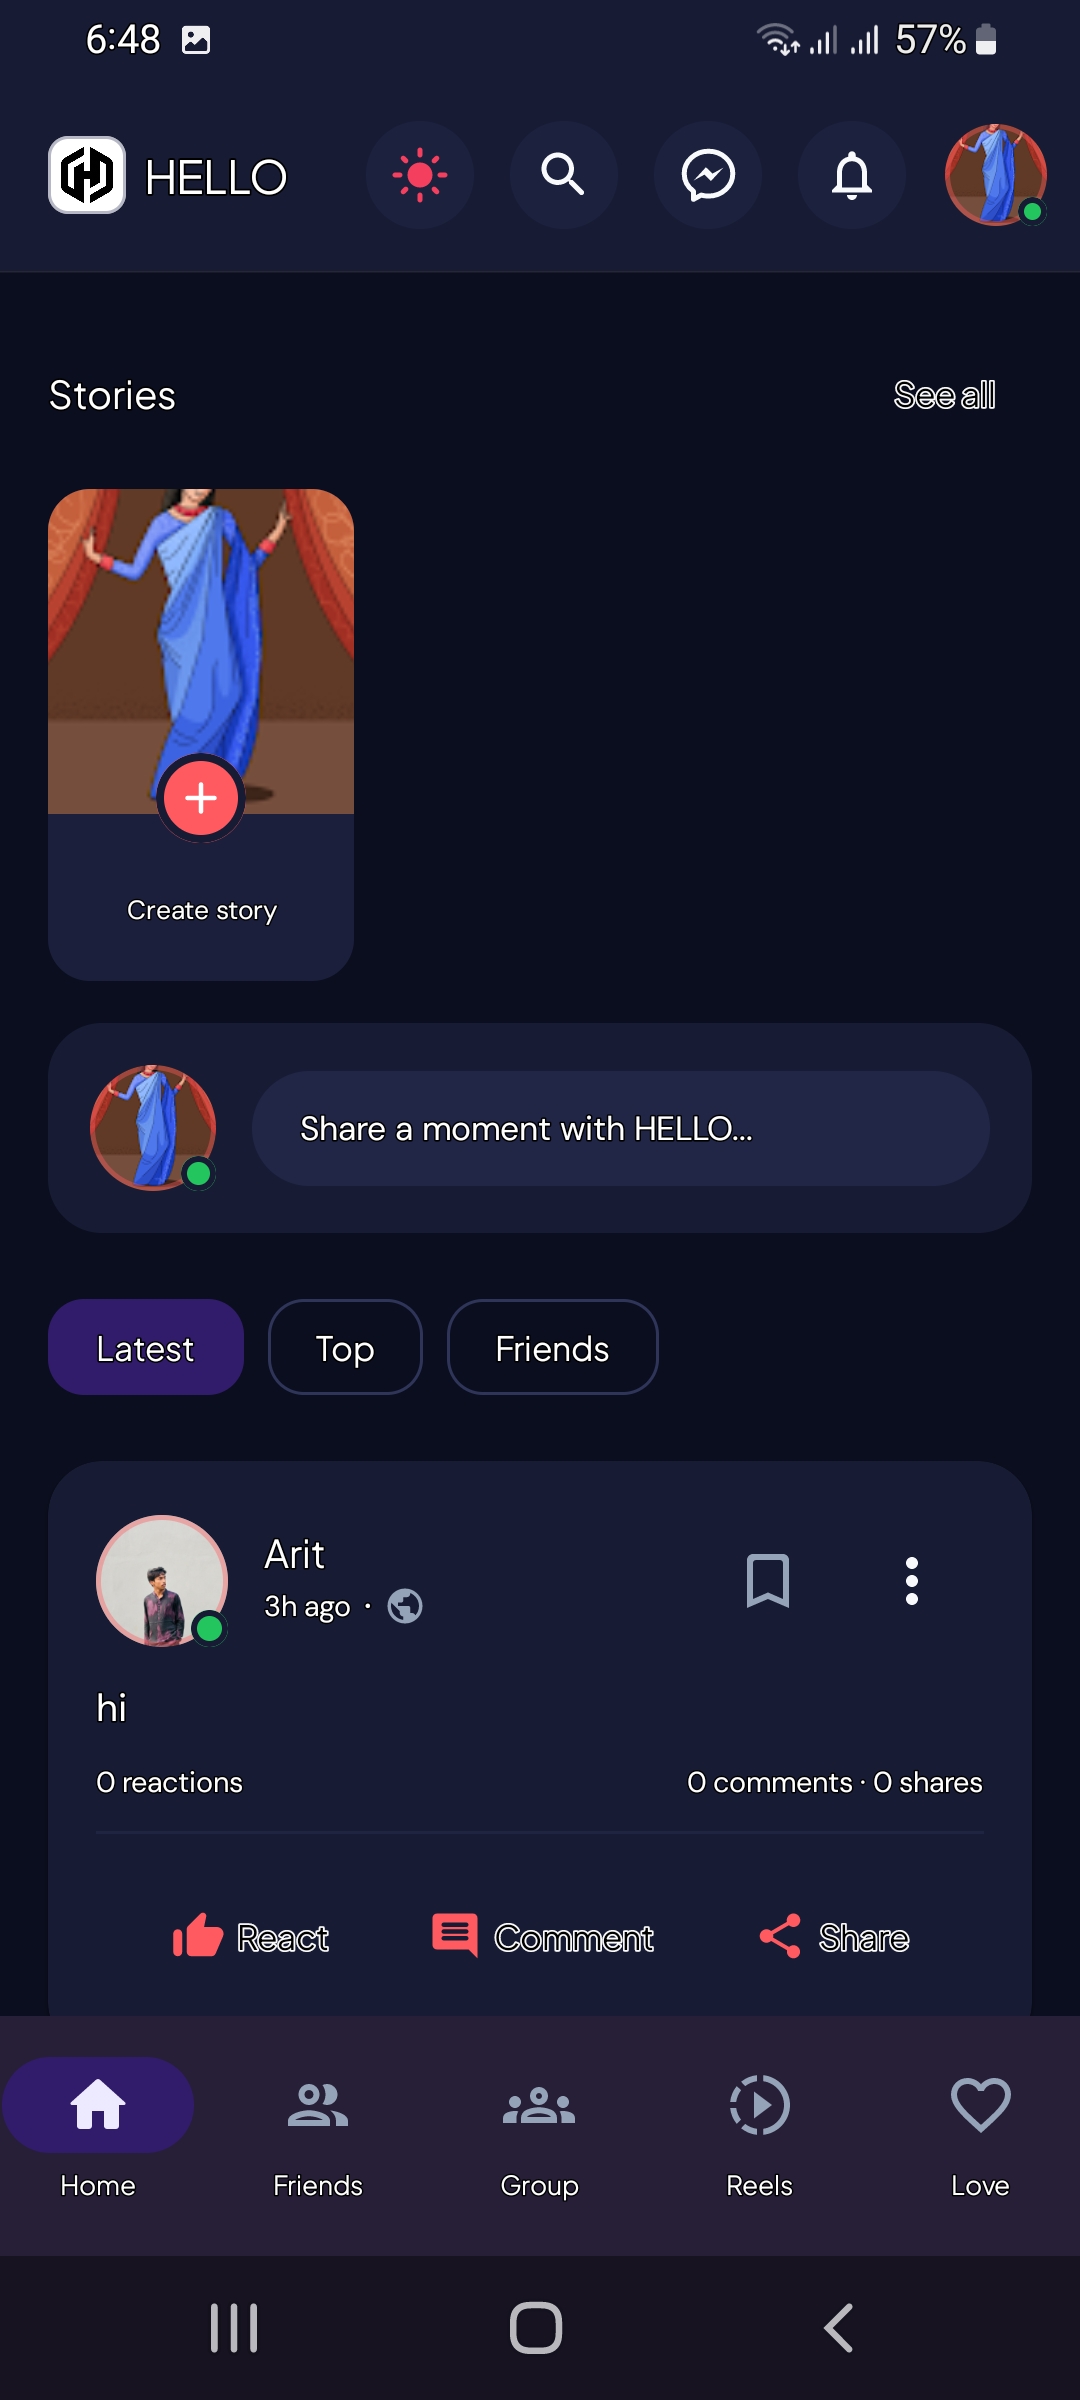 6:48
57%
HELLO
Stories
See all
Create story
Share a moment with HELLO...
Latest
Top
Friends
Arit
3h ago ·
hi
0 reactions
0 comments · 0 shares
React
Comment
Share
Home
Friends
Group
Reels
Love